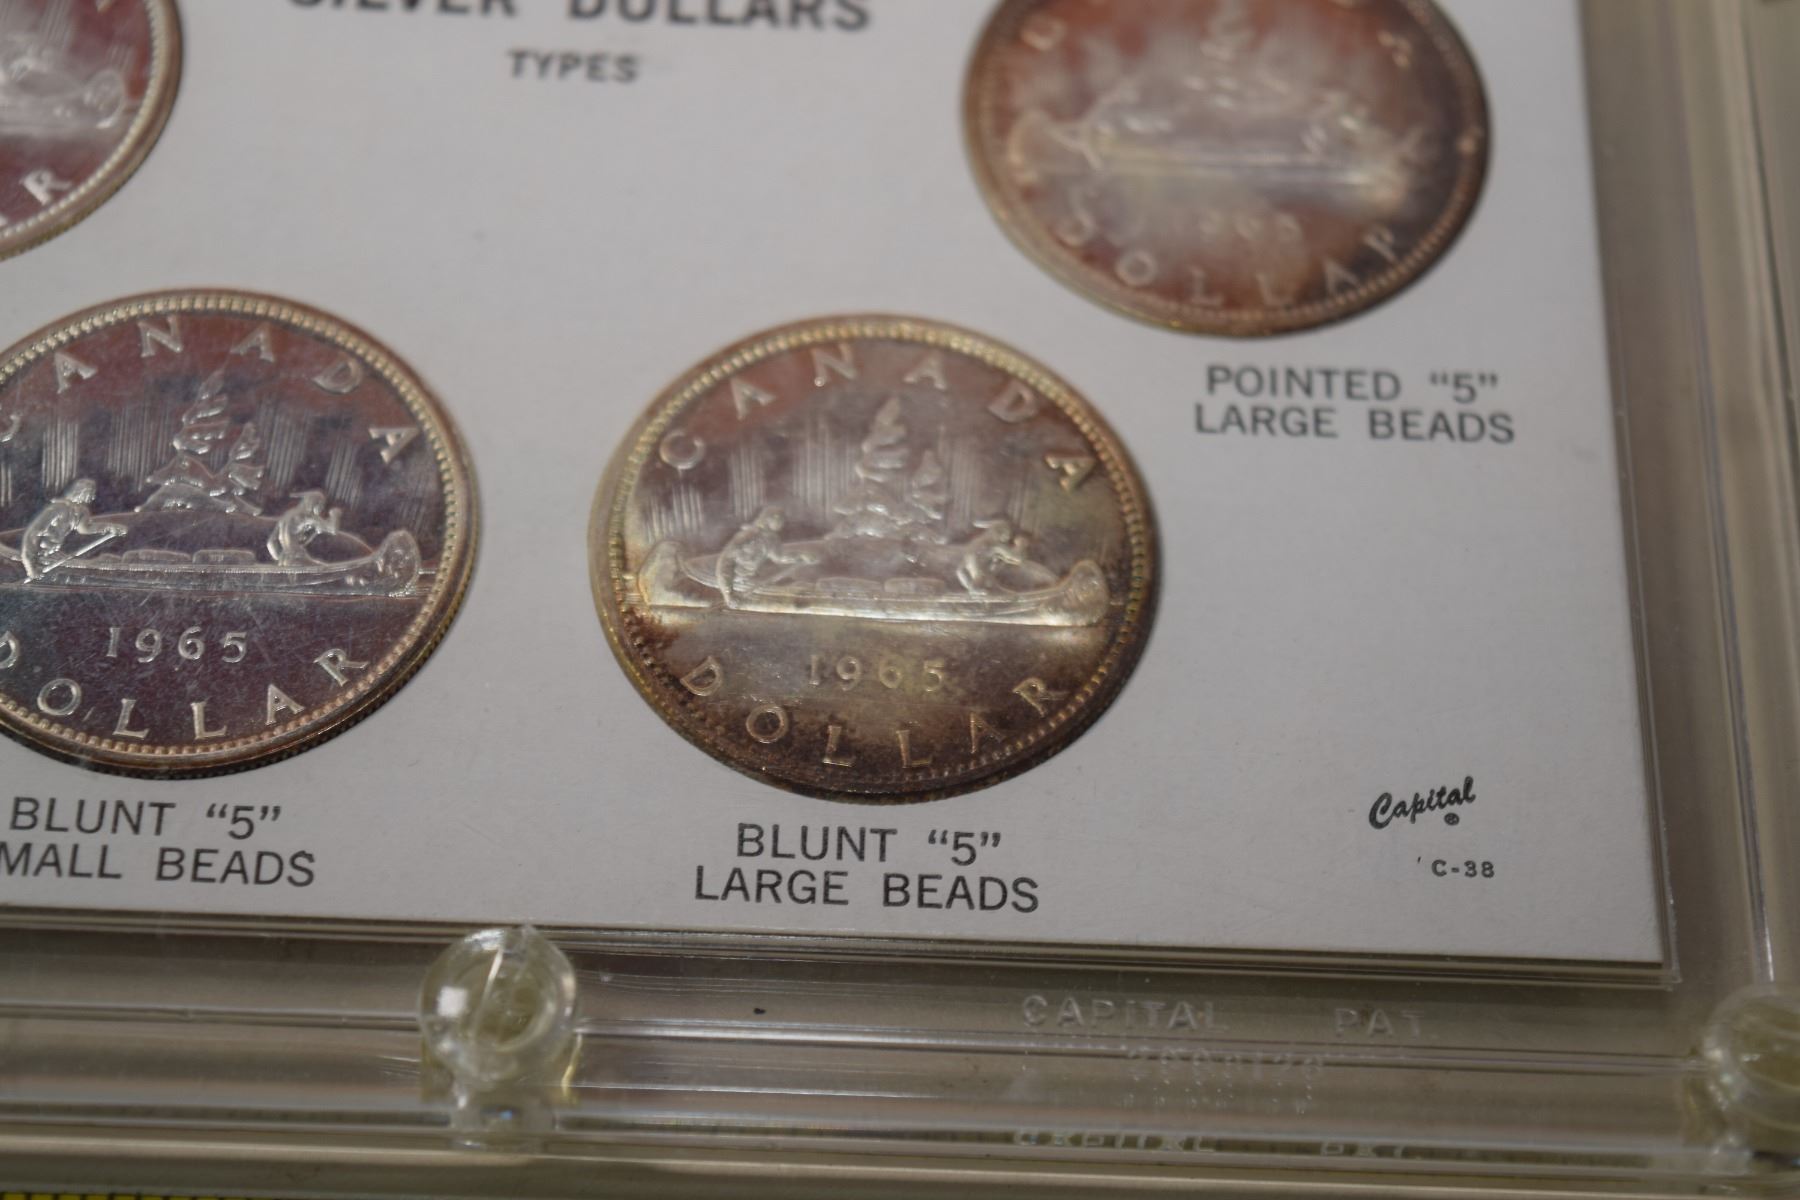 SILVER DOLLARS
TYPES
DOLLAR
POINTED "5"
LARGE BEADS
CANADA
1965
DOLLAR
BLUNT "5"
MALL BEADS
CANADA
1965
DOLLAR
BLUNT "5"
LARGE BEADS
Capital
®
C-38
CAPITAL PAT.